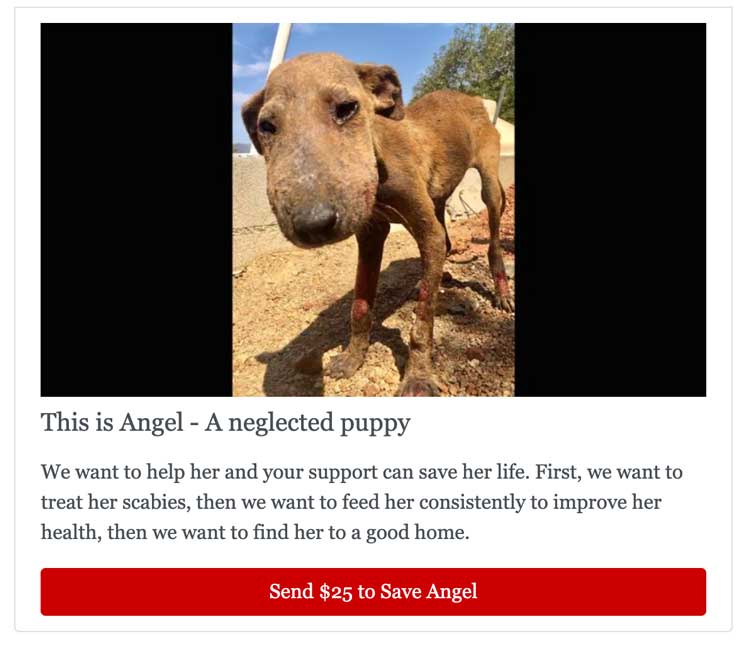 This is Angel - A neglected puppy
We want to help her and your support can save her life. First, we want to
treat her scabies, then we want to feed her consistently to improve her
health, then we want to find her to a good home.
Send $25 to Save Angel